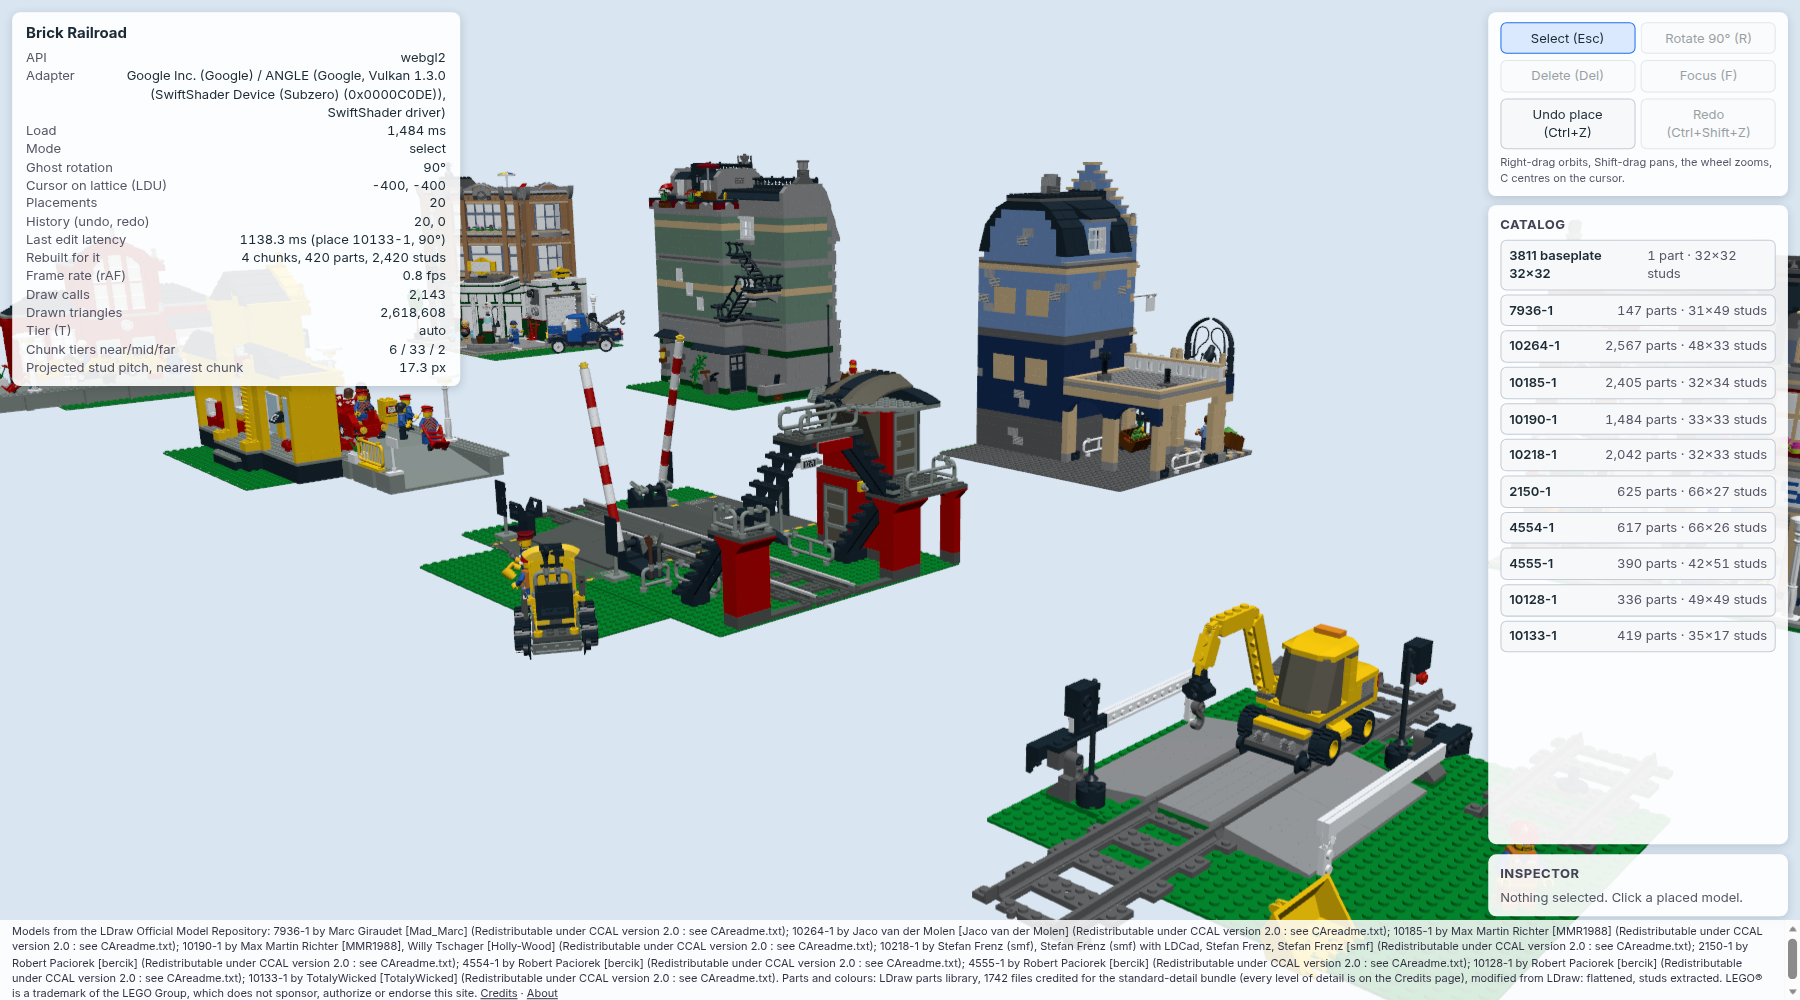 Brick Railroad
API webgl2
Adapter Google Inc. (Google) / ANGLE (Google, Vulkan 1.3.0
(SwiftShader Device (Subzero) (0x0000C0DE)),
SwiftShader driver)
Load 1,484 ms
Mode select
Ghost rotation 90°
Cursor on lattice (LDU) -400, -400
Placements 20
History (undo, redo) 20, 0
Last edit latency 1138.3 ms (place 10133-1, 90°)
Rebuilt for it 4 chunks, 420 parts, 2,420 studs
Frame rate (rAF) 0.8 fps
Draw calls 2,143
Drawn triangles 2,618,608
Tier (T) auto
Chunk tiers near/mid/far 6 / 33 / 2
Projected stud pitch, nearest chunk 17.3 px
Select (Esc) Rotate 90° (R)
Delete (Del) Focus (F)
Undo place (Ctrl+Z) Redo (Ctrl+Shift+Z)
Right-drag orbits, Shift-drag pans, the wheel zooms,
C centres on the cursor.
CATALOG
3811 baseplate 32×32 1 part · 32×32 studs
7936-1 147 parts · 31×49 studs
10264-1 2,567 parts · 48×33 studs
10185-1 2,405 parts · 32×34 studs
10190-1 1,484 parts · 33×33 studs
10218-1 2,042 parts · 32×33 studs
2150-1 625 parts · 66×27 studs
4554-1 617 parts · 66×26 studs
4555-1 390 parts · 42×51 studs
10128-1 336 parts · 49×49 studs
10133-1 419 parts · 35×17 studs
INSPECTOR
Nothing selected. Click a placed model.
Models from the LDraw Official Model Repository: 7936-1 by Marc Giraudet [Mad_Marc] (Redistributable under CCAL version 2.0 : see CAreadme.txt); 10264-1 by Jaco van der Molen [Jaco van der Molen] (Redistributable under CCAL version 2.0 : see CAreadme.txt); 10185-1 by Max Martin Richter [MMR1988] (Redistributable under CCAL
version 2.0 : see CAreadme.txt); 10190-1 by Max Martin Richter [MMR1988], Willy Tschager [Holly-Wood] (Redistributable under CCAL version 2.0 : see CAreadme.txt); 10218-1 by Stefan Frenz (smf), Stefan Frenz (smf) with LDCad, Stefan Frenz, Stefan Frenz [smf] (Redistributable under CCAL version 2.0 : see CAreadme.txt); 2150-1 by
Robert Paciorek [bercik] (Redistributable under CCAL version 2.0 : see CAreadme.txt); 4554-1 by Robert Paciorek [bercik] (Redistributable under CCAL version 2.0 : see CAreadme.txt); 4555-1 by Robert Paciorek [bercik] (Redistributable under CCAL version 2.0 : see CAreadme.txt); 10128-1 by Robert Paciorek [bercik] (Redistributable
under CCAL version 2.0 : see CAreadme.txt); 10133-1 by TotalyWicked [TotalyWicked] (Redistributable under CCAL version 2.0 : see CAreadme.txt). Parts and colours: LDraw parts library, 1742 files credited for the standard-detail bundle (every level of detail is on the Credits page), modified from LDraw: flattened, studs extracted. LEGO®
is a trademark of the LEGO Group, which does not sponsor, authorize or endorse this site. Credits · About